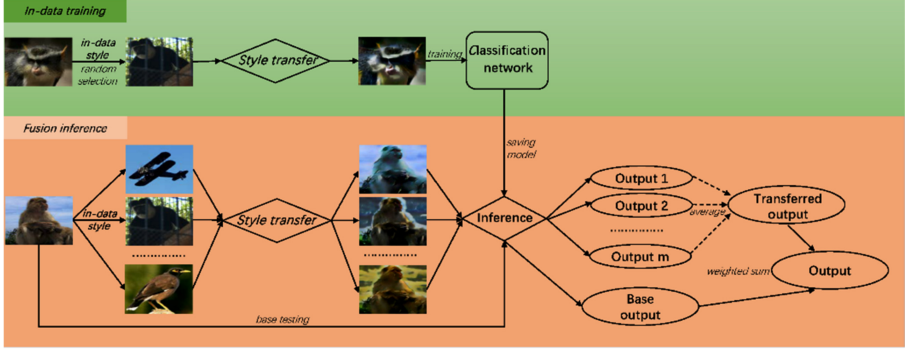 In-data training
in-data
style
random
selection
Style transfer
training
Classification
network
Fusion inference
saving
model
in-data
style
................
Style transfer
................
Inference
Output 1
Output 2
................
Output m
average
Transferred
output
weighted sum
Output
Base
output
base testing